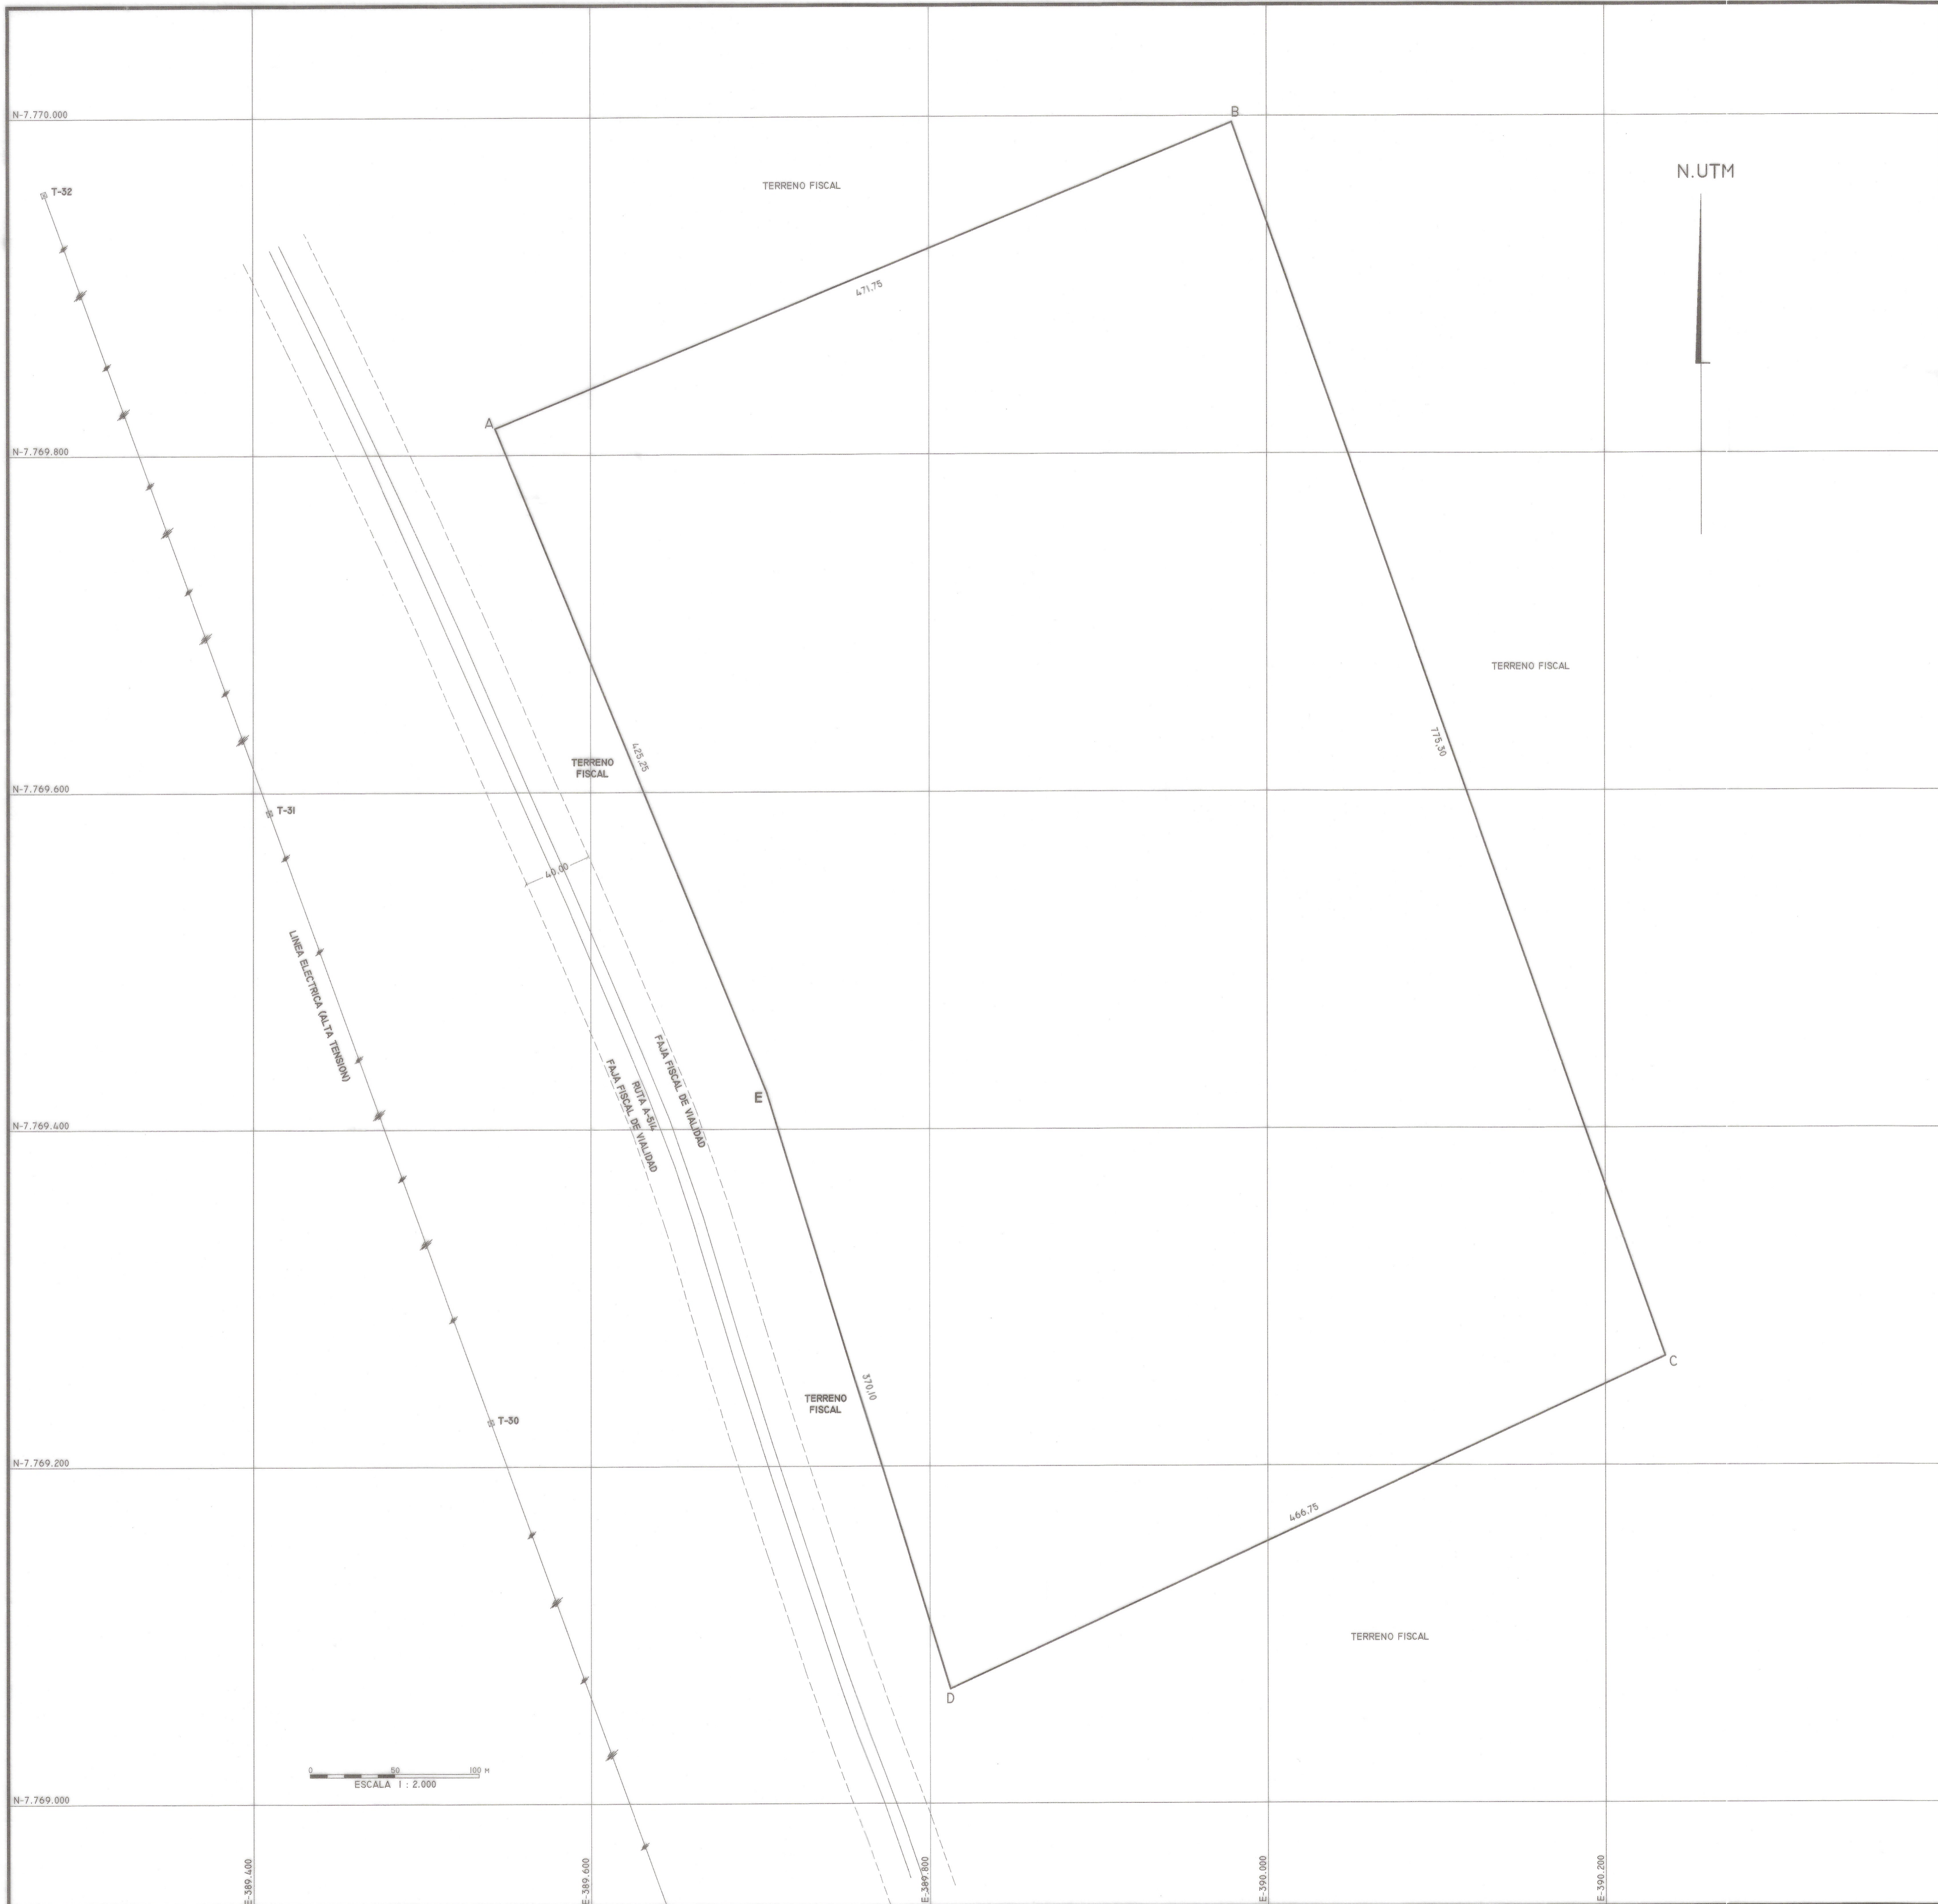 B
N-7.770.000
N.UTM
TERRENO FISCAL
T-32
471.75
A
N-7.769.800
TERRENO FISCAL
775.30
425.25
TERRENO
FISCAL
N-7.769.600
T-31
40.00
LINEA ELECTRICA (ALTA TENSION)
FAJA FISCAL DE VIALIDAD
RUTA A-514
FAJA FISCAL DE VIALIDAD
E
N-7.769.400
C
370.10
TERRENO
FISCAL
T-30
N-7.769.200
466.75
TERRENO FISCAL
D
0 50 100 M
ESCALA 1 : 2.000
N-7.769.000
E-389.400
E-389.600
E-389.800
E-390.000
E-390.200